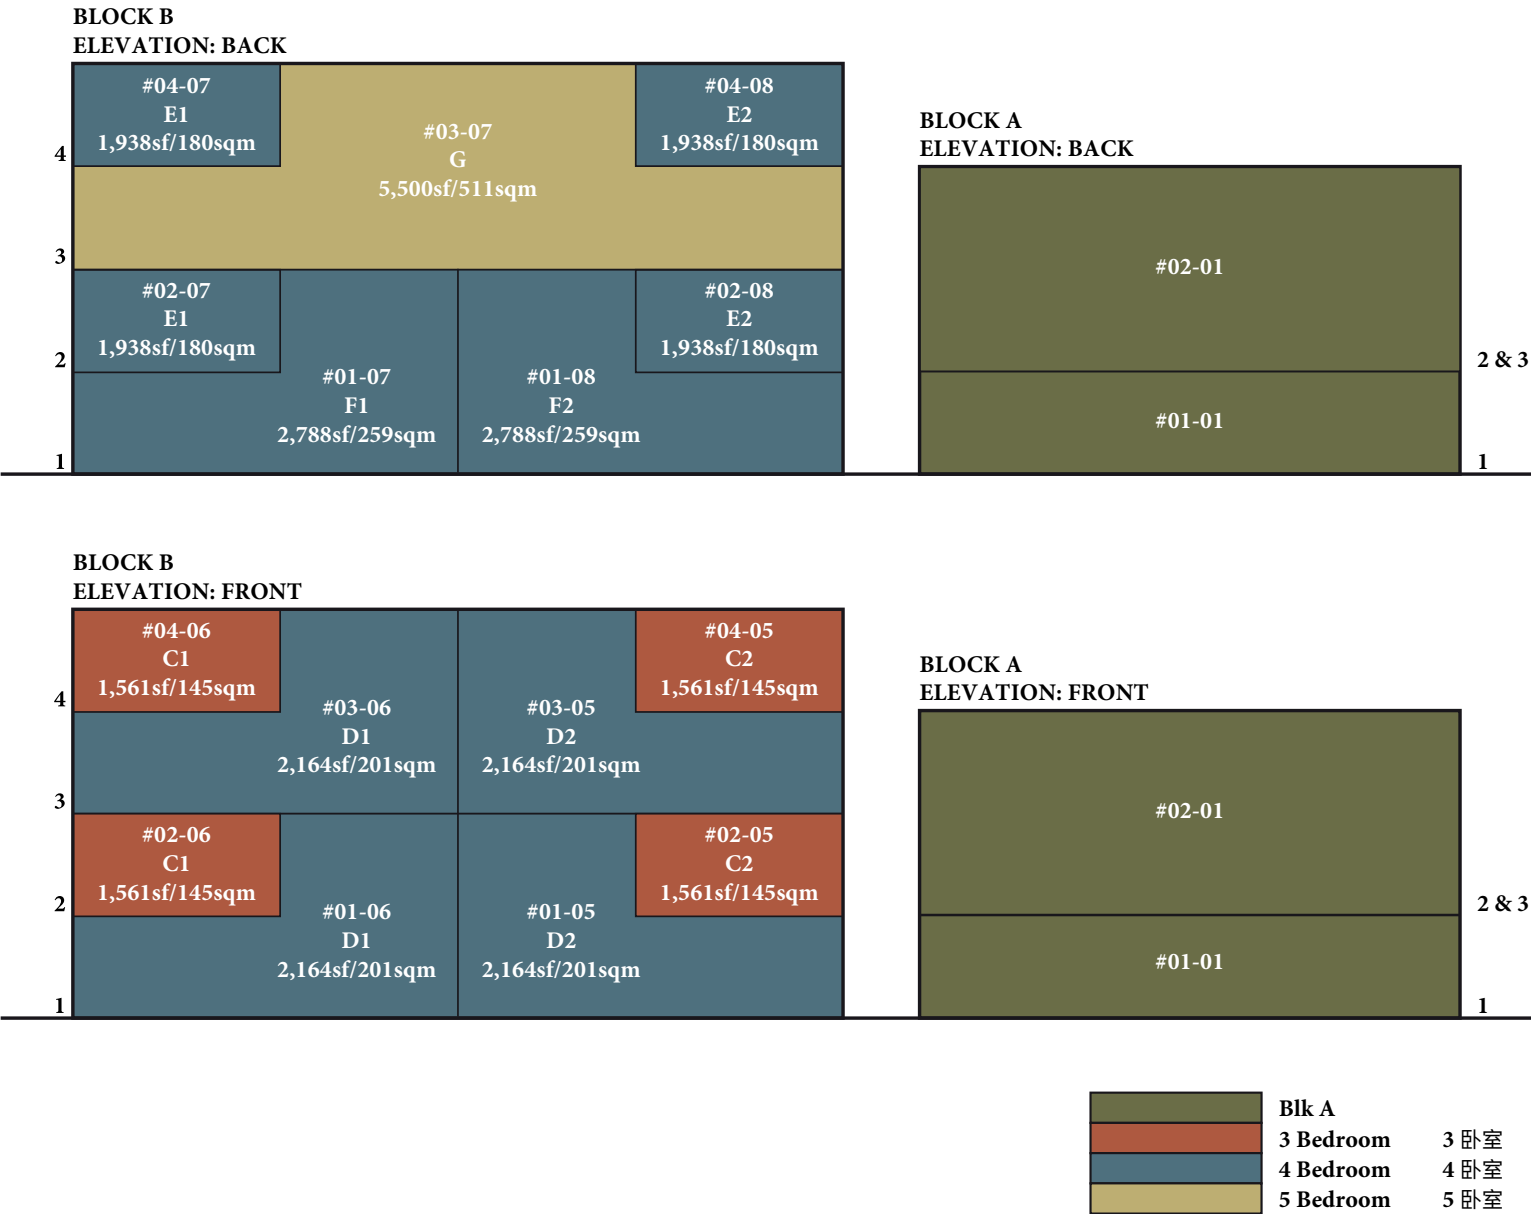 BLOCK B
ELEVATION: BACK
#04-07
E1
1,938sf/180sqm
#03-07
G
5,500sf/511sqm
#04-08
E2
1,938sf/180sqm
4
3
#02-07
E1
1,938sf/180sqm
#02-08
E2
1,938sf/180sqm
2
#01-07
F1
2,788sf/259sqm
#01-08
F2
2,788sf/259sqm
1
BLOCK A
ELEVATION: BACK
#02-01
2 & 3
#01-01
1
BLOCK B
ELEVATION: FRONT
#04-06
C1
1,561sf/145sqm
#04-05
C2
1,561sf/145sqm
4
#03-06
D1
2,164sf/201sqm
#03-05
D2
2,164sf/201sqm
3
#02-06
C1
1,561sf/145sqm
#02-05
C2
1,561sf/145sqm
2
#01-06
D1
2,164sf/201sqm
#01-05
D2
2,164sf/201sqm
1
BLOCK A
ELEVATION: FRONT
#02-01
2 & 3
#01-01
1
Blk A
3 Bedroom 3 卧室
4 Bedroom 4 卧室
5 Bedroom 5 卧室